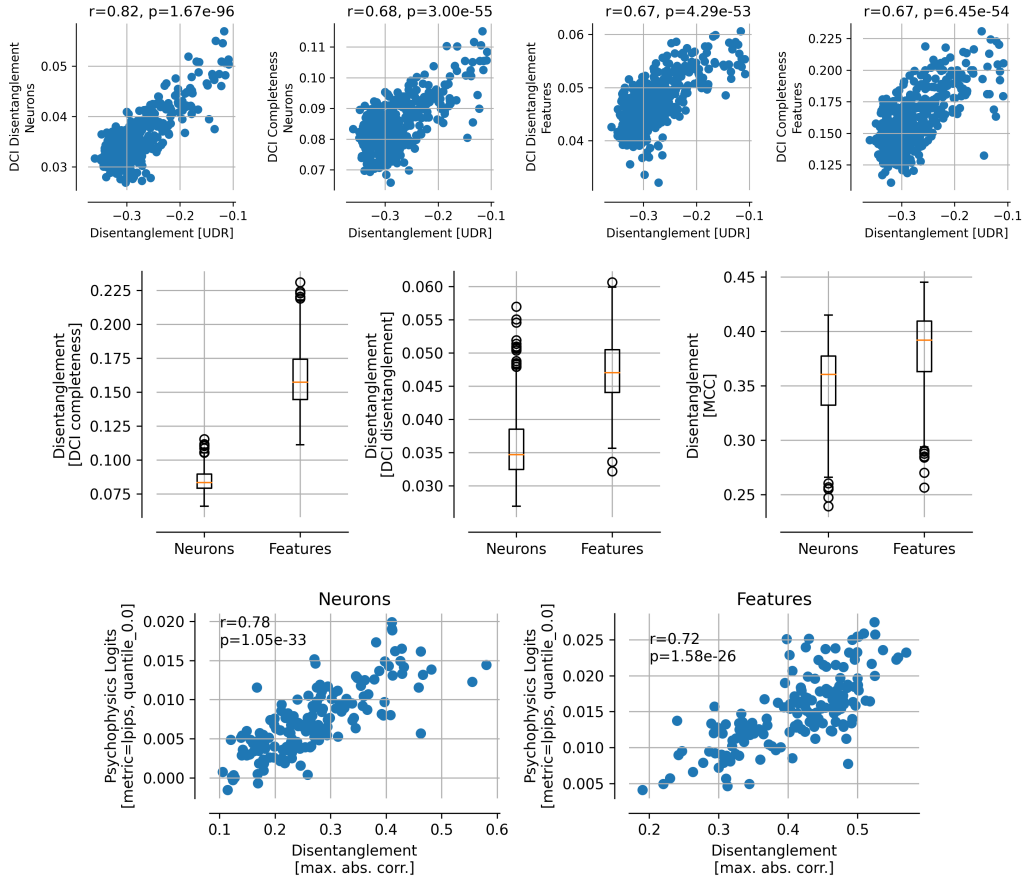 r=0.82, p=1.67e-96
r=0.68, p=3.00e-55
r=0.67, p=4.29e-53
r=0.67, p=6.45e-54
DCI Disentanglement
Neurons
0.05
0.04
0.03
−0.3 −0.2 −0.1
Disentanglement [UDR]
DCI Completeness
Neurons
0.11
0.10
0.09
0.08
0.07
−0.3 −0.2 −0.1
Disentanglement [UDR]
DCI Disentanglement
Features
0.06
0.05
0.04
−0.3 −0.2 −0.1
Disentanglement [UDR]
DCI Completeness
Features
0.225
0.200
0.175
0.150
0.125
−0.3 −0.2 −0.1
Disentanglement [UDR]
Disentanglement
[DCI completeness]
0.225
0.200
0.175
0.150
0.125
0.100
0.075
Neurons Features
Disentanglement
[DCI disentanglement]
0.060
0.055
0.050
0.045
0.040
0.035
0.030
Neurons Features
Disentanglement
[MCC]
0.45
0.40
0.35
0.30
0.25
Neurons Features
Neurons
r=0.78
p=1.05e-33
Psychophysics Logits
[metric=lpips, quantile_0.0]
0.020
0.015
0.010
0.005
0.000
0.1 0.2 0.3 0.4 0.5 0.6
Disentanglement
[max. abs. corr.]
Features
r=0.72
p=1.58e-26
Psychophysics Logits
[metric=lpips, quantile_0.0]
0.025
0.020
0.015
0.010
0.005
0.2 0.3 0.4 0.5
Disentanglement
[max. abs. corr.]